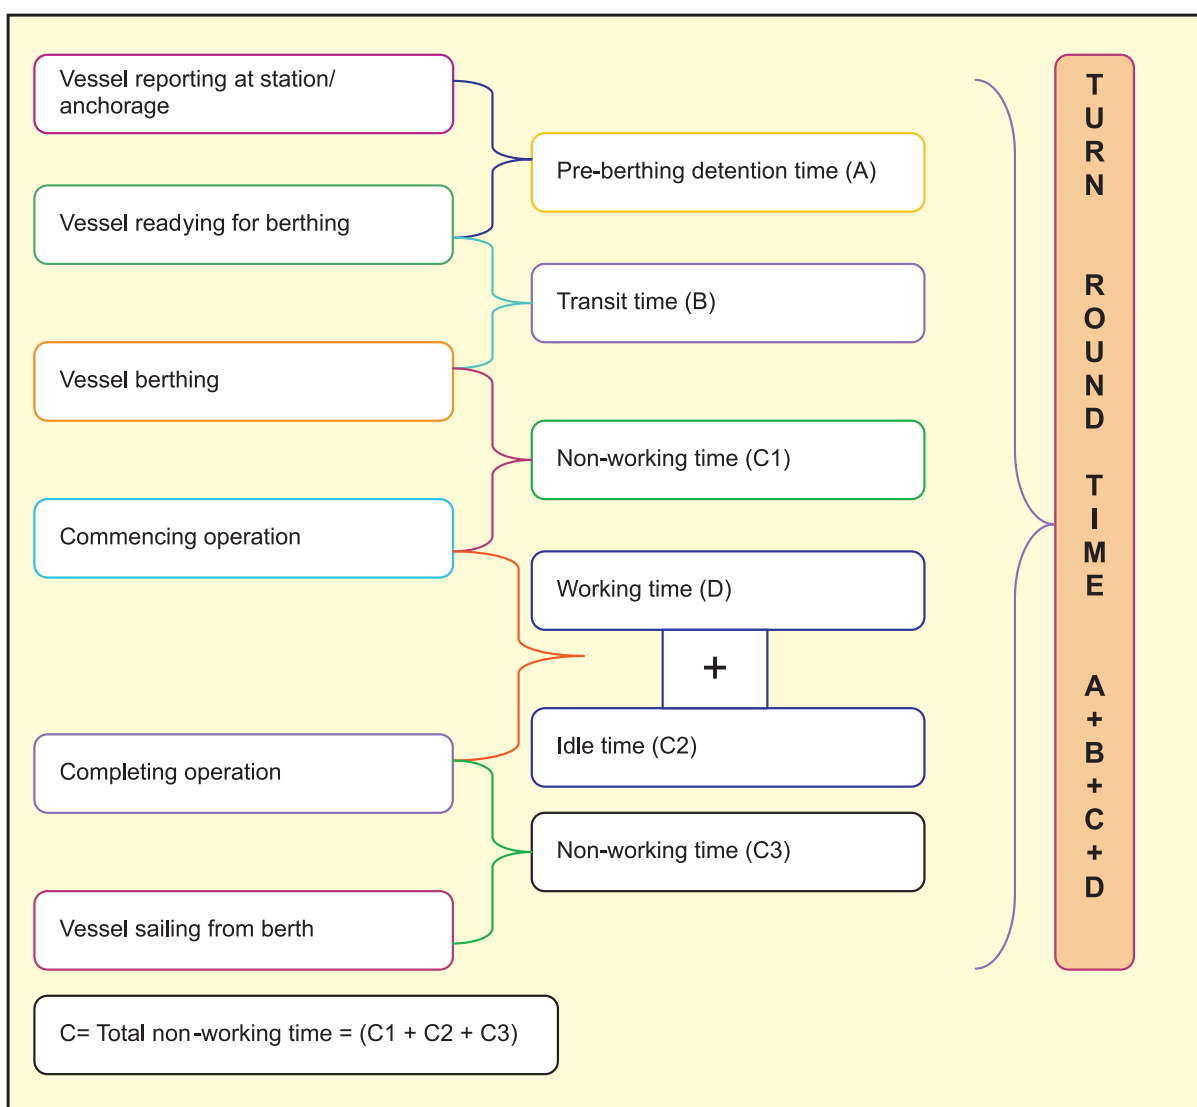 Vessel reporting at station/
anchorage
Pre-berthing detention time (A)
Vessel readying for berthing
Transit time (B)
Vessel berthing
Non-working time (C1)
Commencing operation
Working time (D)
+
Idle time (C2)
Completing operation
Non-working time (C3)
Vessel sailing from berth
C= Total non-working time = (C1 + C2 + C3)
TURN ROUND TIME A+B+C+D